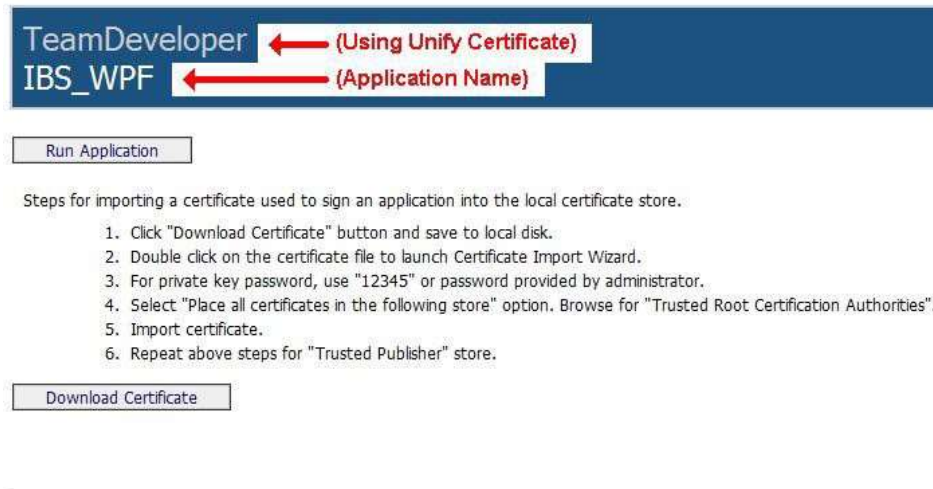 TeamDeveloper (Using Unify Certificate)
IBS_WPF (Application Name)
Run Application
Steps for importing a certificate used to sign an application into the local certificate store.
1. Click "Download Certificate" button and save to local disk.
2. Double click on the certificate file to launch Certificate Import Wizard.
3. For private key password, use "12345" or password provided by administrator.
4. Select "Place all certificates in the following store" option. Browse for "Trusted Root Certification Authorities".
5. Import certificate.
6. Repeat above steps for "Trusted Publisher" store.
Download Certificate